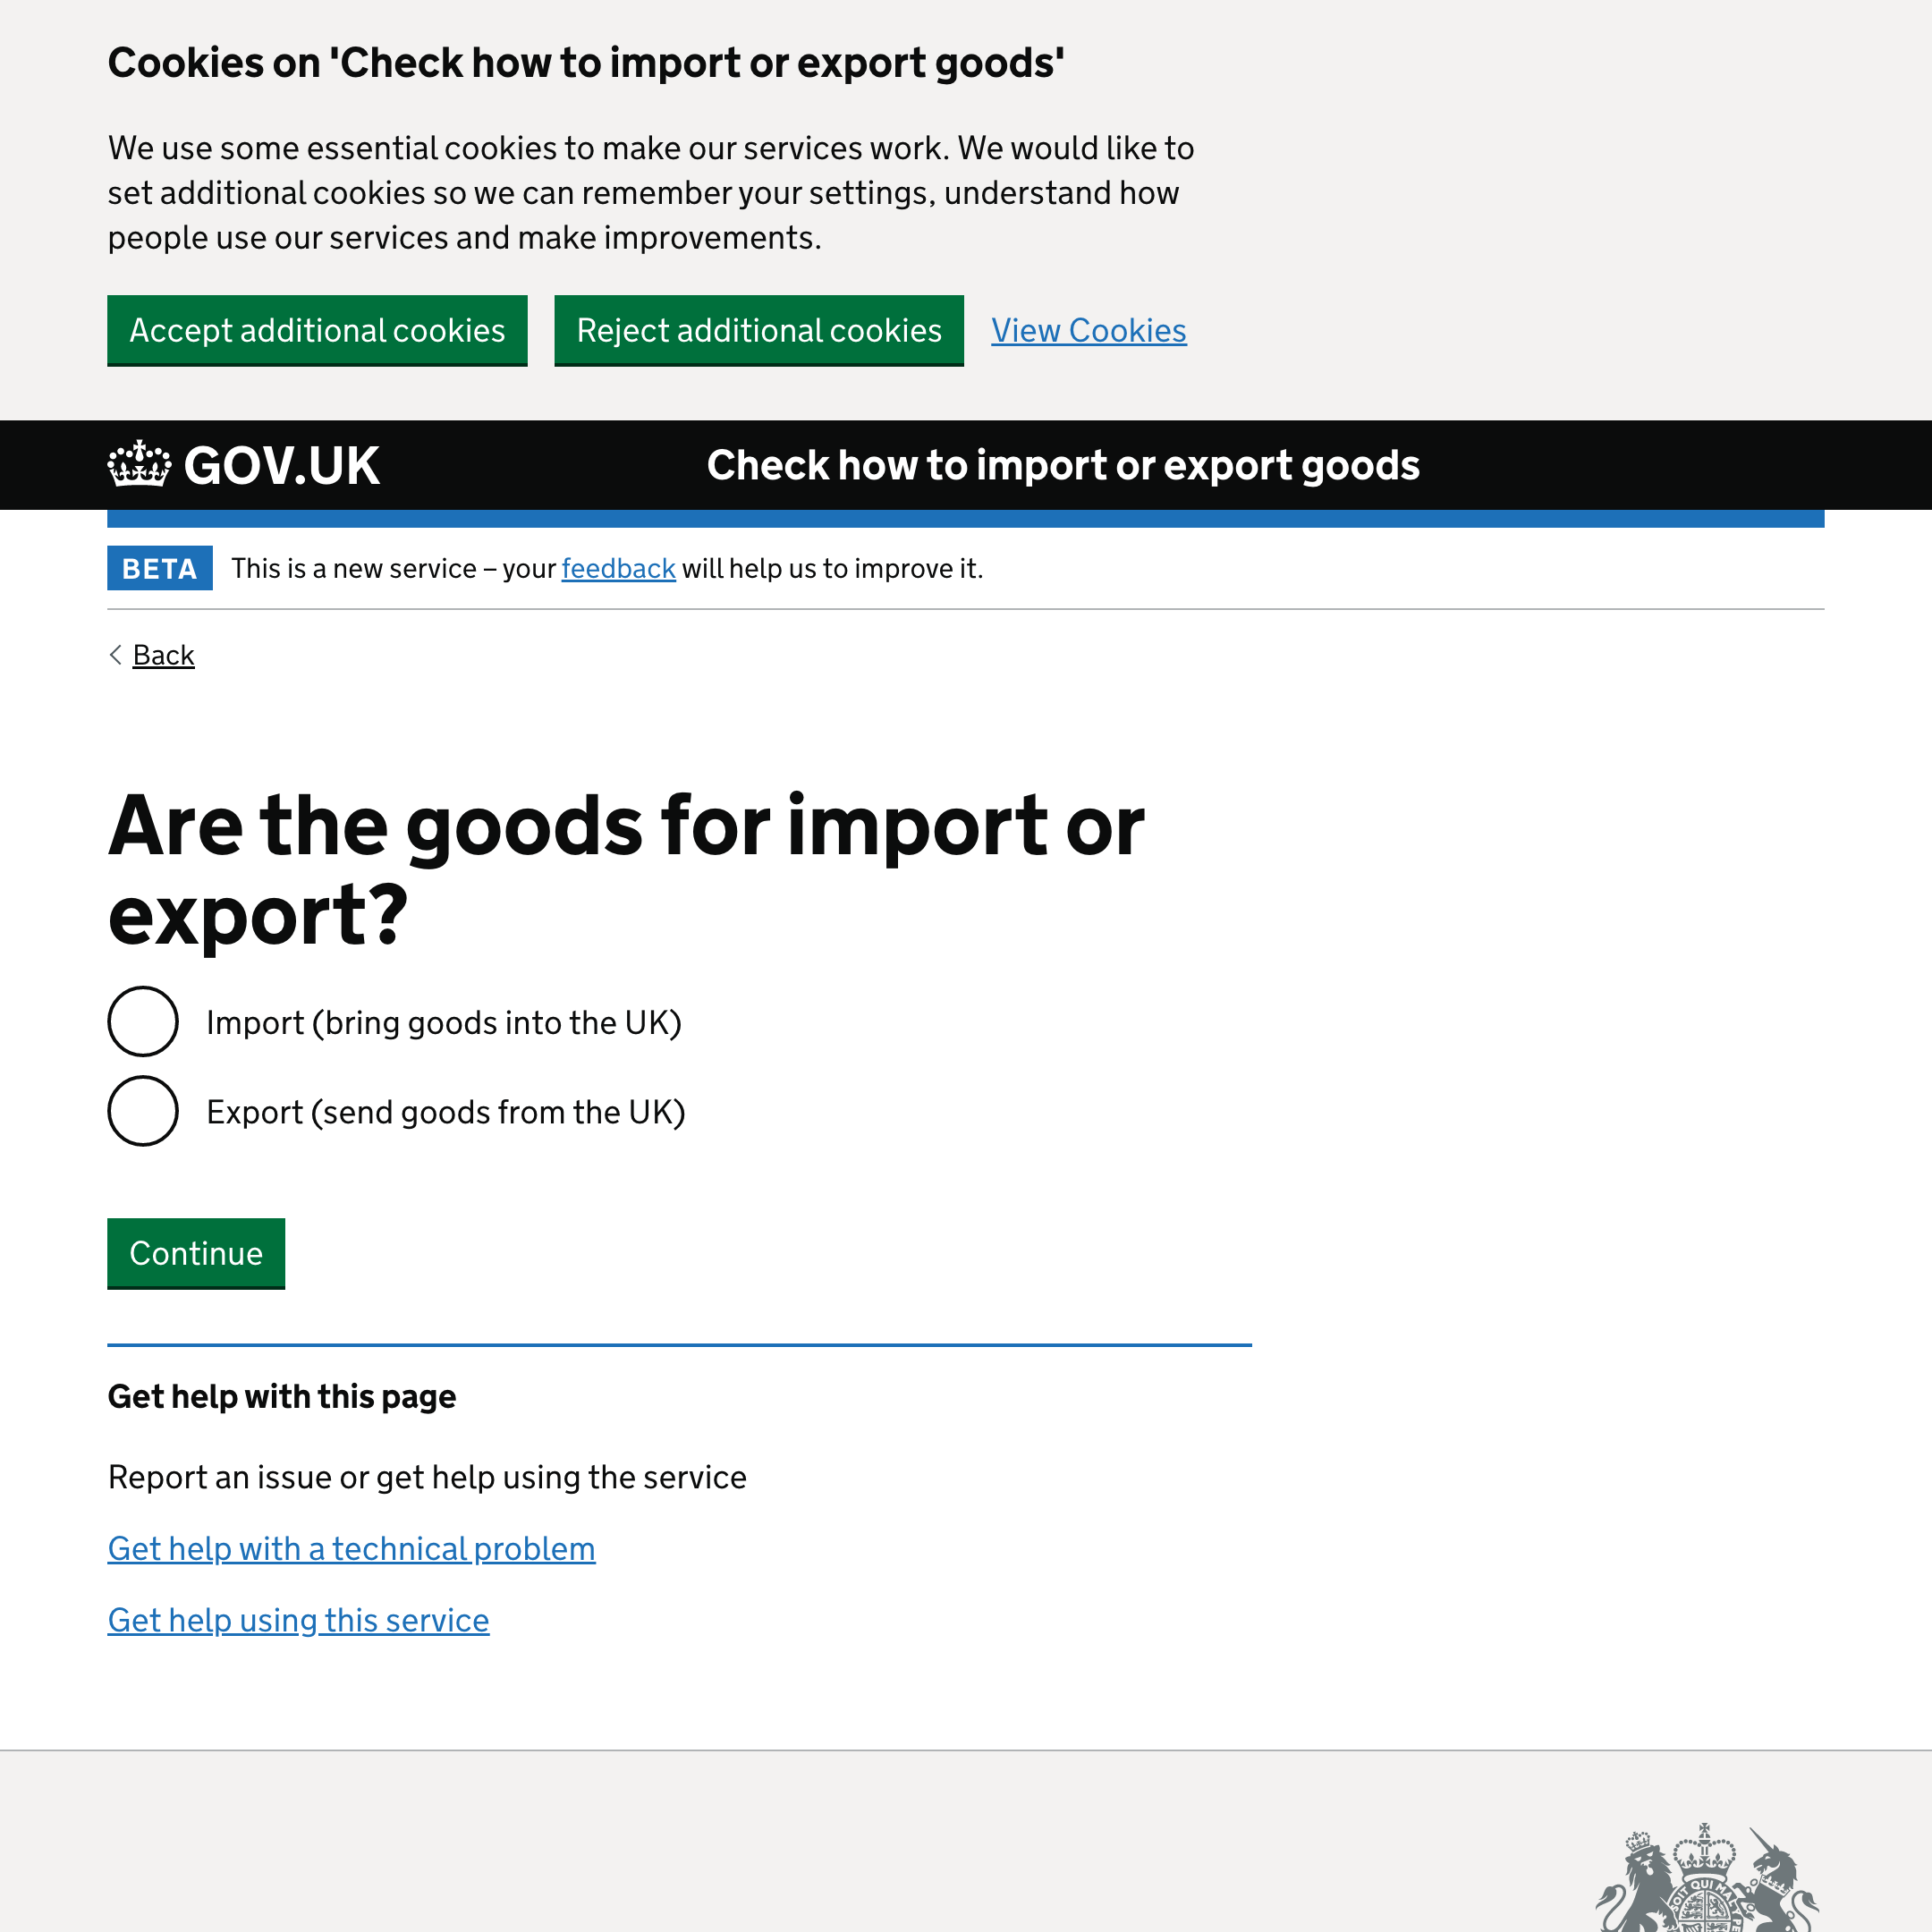 Cookies on 'Check how to import or export goods'
We use some essential cookies to make our services work. We would like to
set additional cookies so we can remember your settings, understand how
people use our services and make improvements.
Accept additional cookies Reject additional cookies View Cookies
GOV.UK Check how to import or export goods
BETA This is a new service – your feedback will help us to improve it.
Back
Are the goods for import or
export?
Import (bring goods into the UK)
Export (send goods from the UK)
Continue
Get help with this page
Report an issue or get help using the service
Get help with a technical problem
Get help using this service